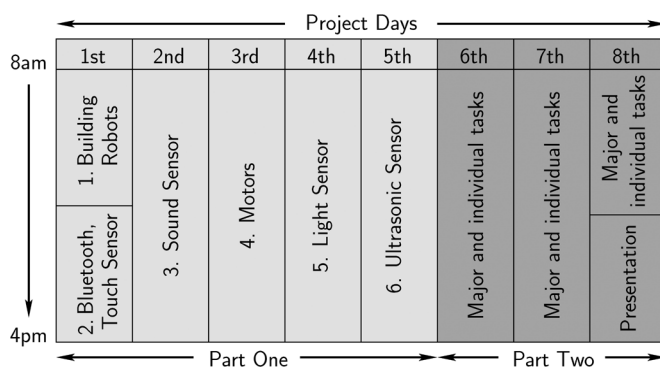 Project Days
8am
1st
2nd
3rd
4th
5th
6th
7th
8th
1. Building
Robots
2. Bluetooth,
Touch Sensor
3. Sound Sensor
4. Motors
5. Light Sensor
6. Ultrasonic Sensor
Major and individual tasks
Major and individual tasks
Major and
individual tasks
Presentation
4pm
Part One
Part Two